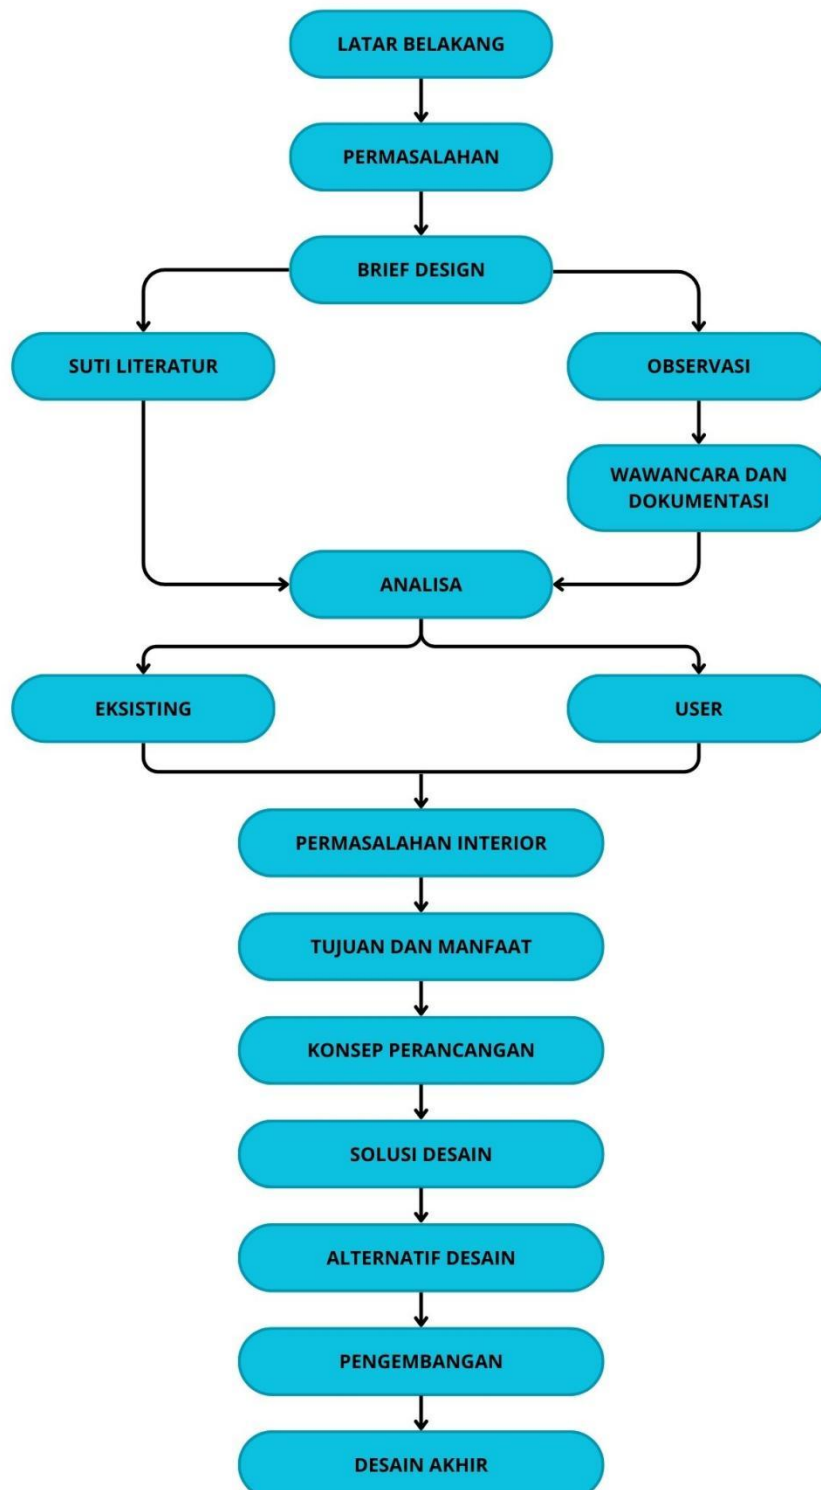 LATAR BELAKANG
PERMASALAHAN
BRIEF DESIGN
SUTI LITERATUR
OBSERVASI
WAWANCARA DAN
DOKUMENTASI
ANALISA
EKSISTING
USER
PERMASALAHAN INTERIOR
TUJUAN DAN MANFAAT
KONSEP PERANCANGAN
SOLUSI DESAIN
ALTERNATIF DESAIN
PENGEMBANGAN
DESAIN AKHIR